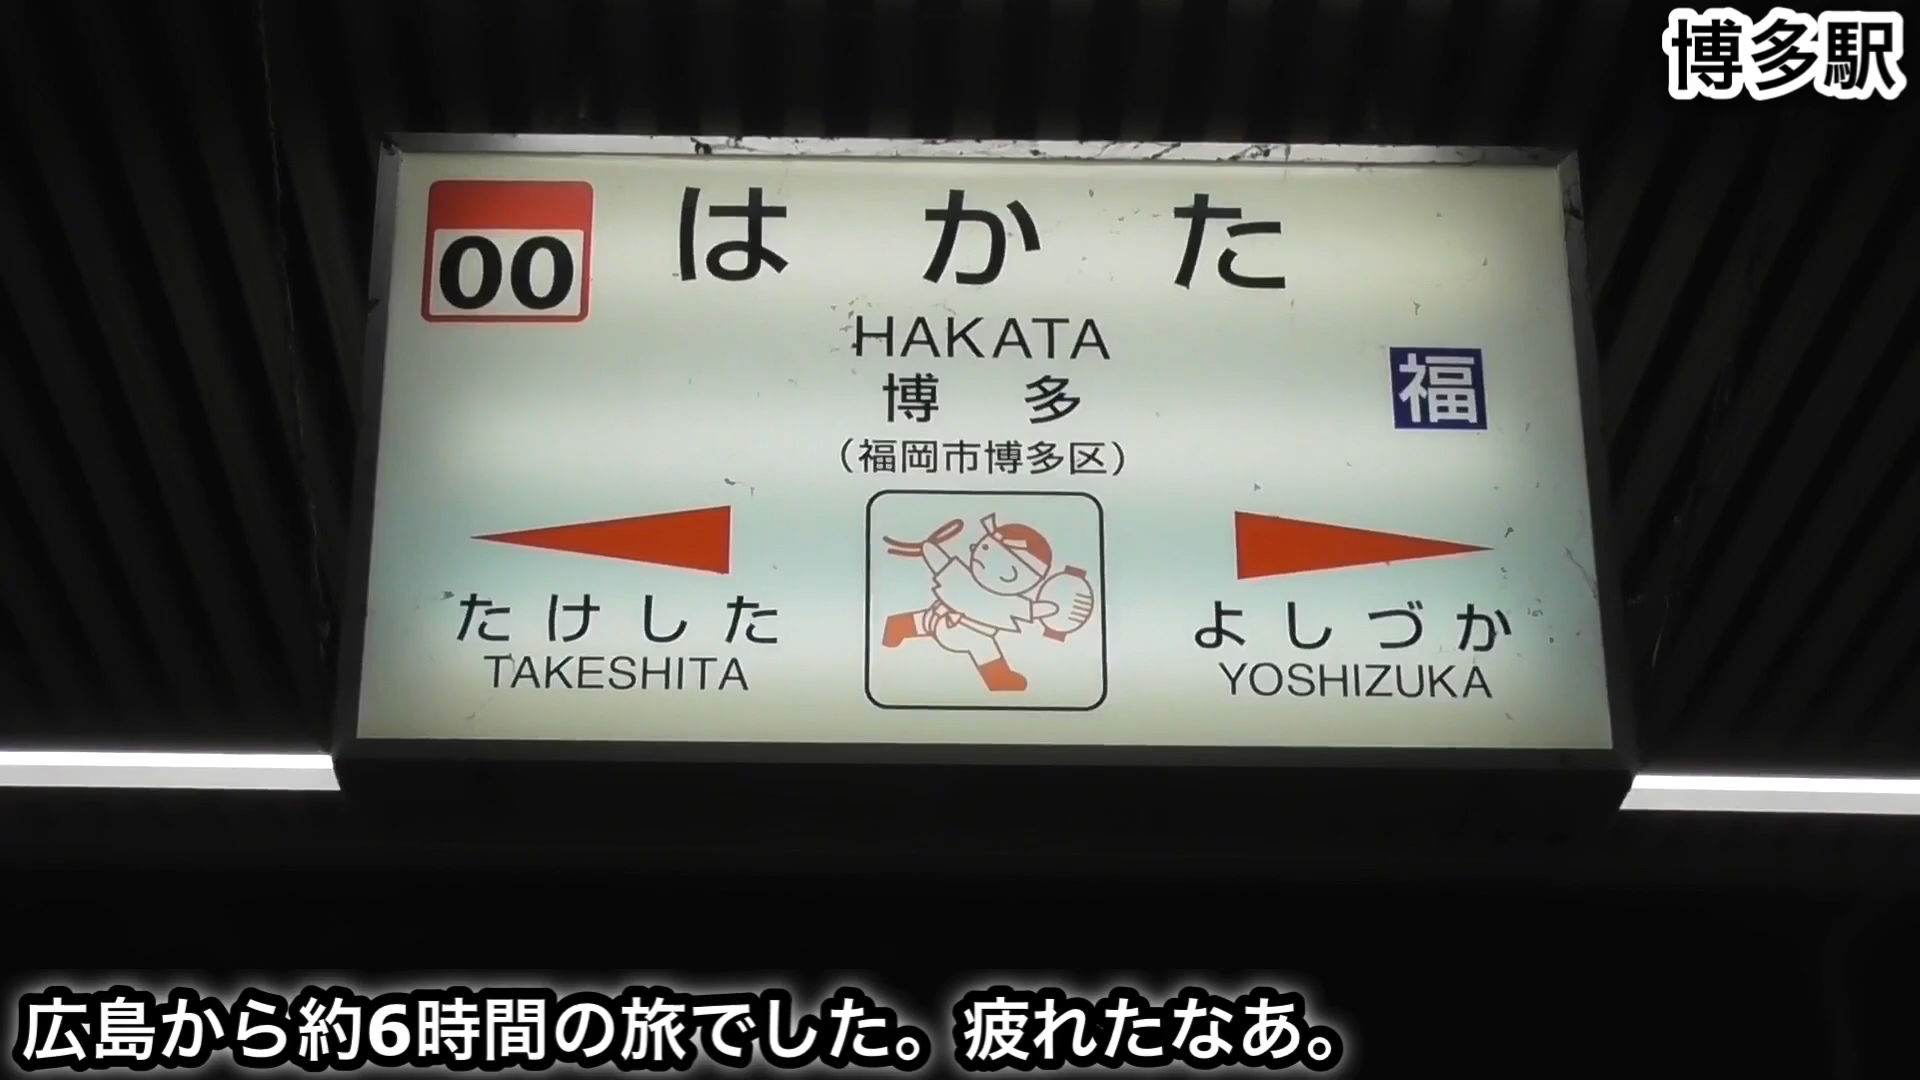 博多駅
00
は か た
HAKATA
博 多
福
（福岡市博多区）
た け し た
TAKESHITA
よ し づ か
YOSHIZUKA
広島から約6時間の旅でした。疲れたなあ。